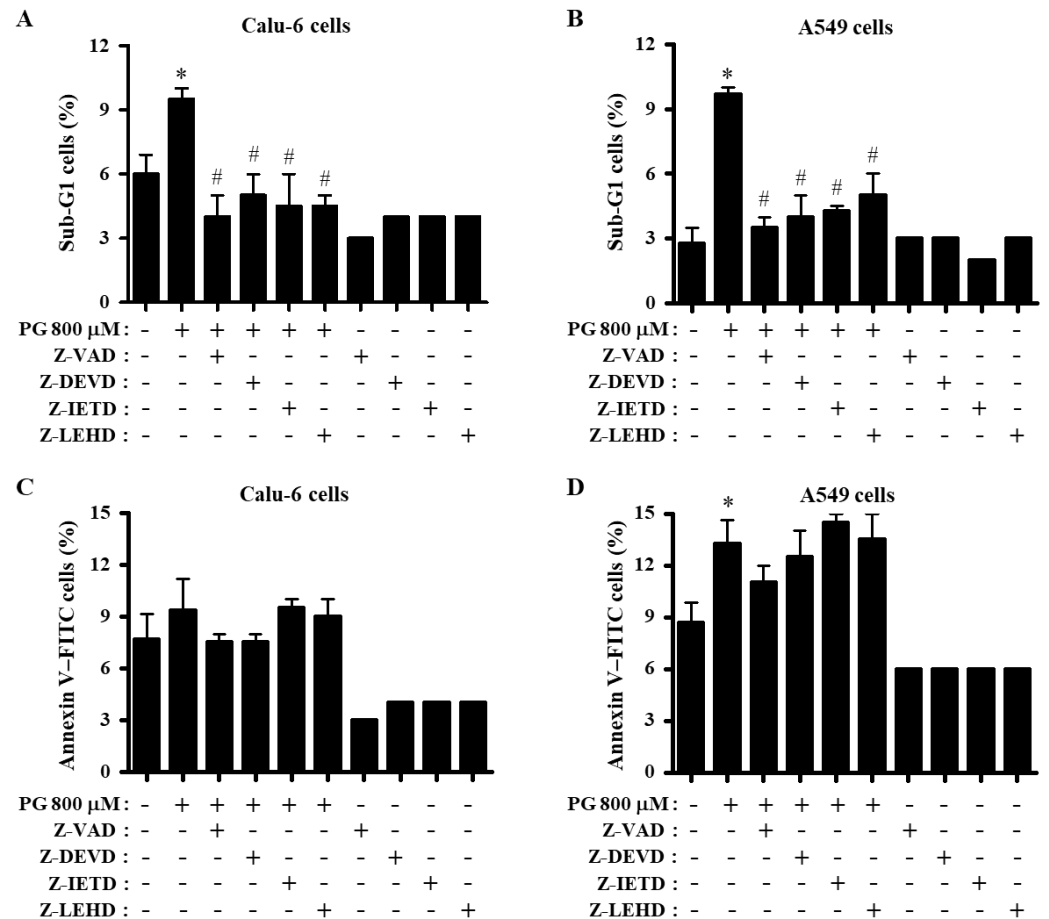 A
Calu-6 cells
Sub-G1 cells (%)
12
9
6
3
0
*
#
#
#
#
PG 800 μM : - + + + + + - - - -
Z-VAD : - - + - - - + - - -
Z-DEVD : - - - + - - - + - -
Z-IETD : - - - - + - - - + -
Z-LEHD : - - - - - + - - - +
B
A549 cells
Sub-G1 cells (%)
12
9
6
3
0
*
#
#
#
#
PG 800 μM : - + + + + + - - - -
Z-VAD : - - + - - - + - - -
Z-DEVD : - - - + - - - + - -
Z-IETD : - - - - + - - - + -
Z-LEHD : - - - - - + - - - +
C
Calu-6 cells
Annexin V–FITC cells (%)
15
12
9
6
3
0
PG 800 μM : - + + + + + - - - -
Z-VAD : - - + - - - + - - -
Z-DEVD : - - - + - - - + - -
Z-IETD : - - - - + - - - + -
Z-LEHD : - - - - - + - - - +
D
A549 cells
Annexin V–FITC cells (%)
15
12
9
6
3
0
*
PG 800 μM : - + + + + + - - - -
Z-VAD : - - + - - - + - - -
Z-DEVD : - - - + - - - + - -
Z-IETD : - - - - + - - - + -
Z-LEHD : - - - - - + - - - +